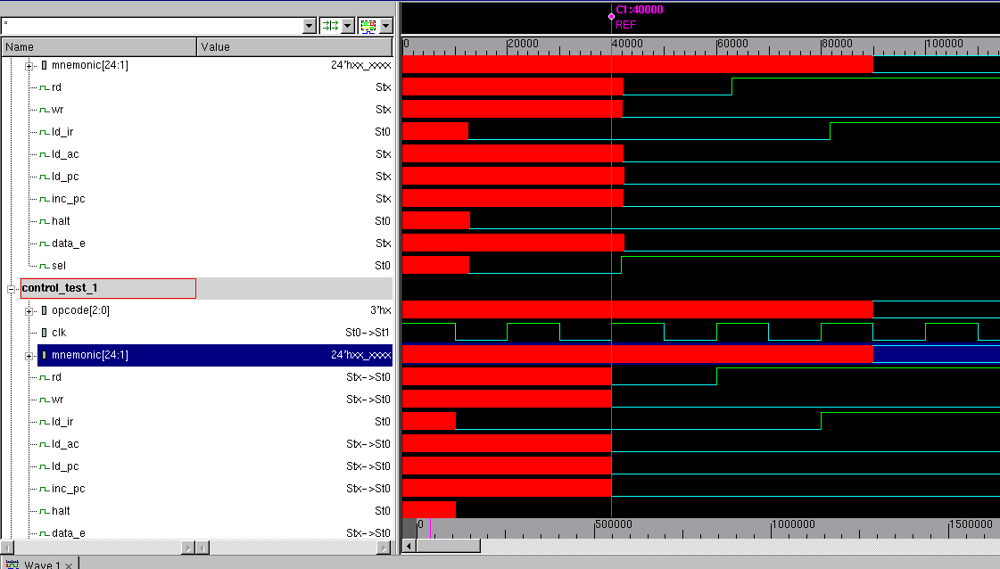 C1:40000
*
REF
Name Value
0 20000 40000 60000 80000 100000
mnemonic[24:1] 24'hxx_xxxx
rd Stx
wr Stx
ld_ir St0
ld_ac Stx
ld_pc Stx
inc_pc Stx
halt St0
data_e Stx
sel St0
control_test_1
opcode[2:0] 3'hx
clk St0->St1
mnemonic[24:1] 24'hxx_xxxx
rd Stx->St0
wr Stx->St0
ld_ir St0
ld_ac Stx->St0
ld_pc Stx->St0
inc_pc Stx->St0
halt St0
0 500000 1000000 1500000
data_e Stx->St0
Wave 1